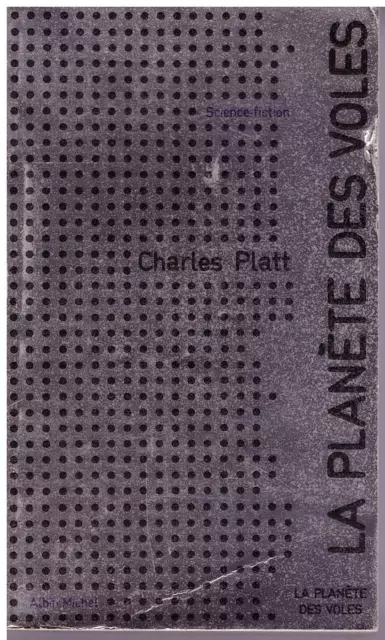 Science-fiction
LA PLANÈTE DES VOLES
Charles Platt
LA PLANÈTE
DES VOLES
Albin Michel